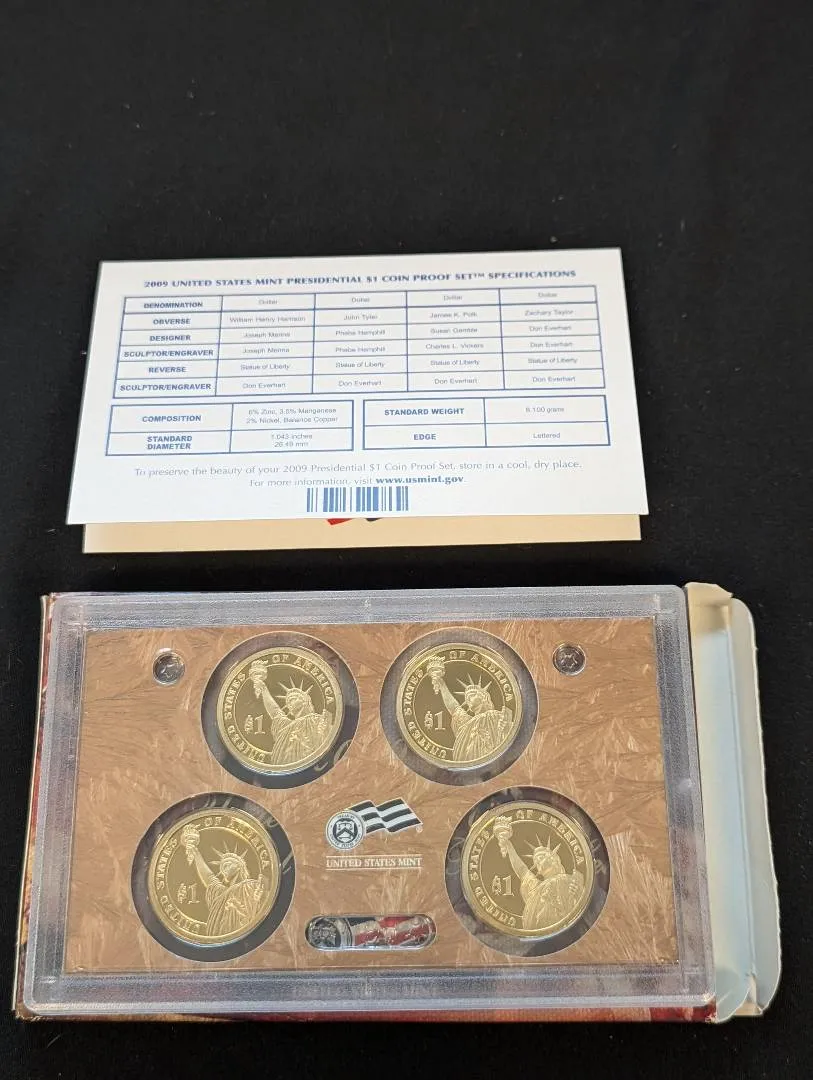 2009 UNITED STATES MINT PRESIDENTIAL $1 COIN PROOF SET™ SPECIFICATIONS
DENOMINATION Dollar Dollar Dollar Dollar
OBVERSE William Henry Harrison John Tyler James K. Polk Zachary Taylor
DESIGNER Joseph Menna Phebe Hemphill Susan Gamble Don Everhart
SCULPTOR/ENGRAVER Joseph Menna Phebe Hemphill Charles L. Vickers Don Everhart
REVERSE Statue of Liberty Statue of Liberty Statue of Liberty Statue of Liberty
SCULPTOR/ENGRAVER Don Everhart Don Everhart Don Everhart Don Everhart
COMPOSITION 6% Zinc, 3.5% Manganese
2% Nickel, Balance Copper
STANDARD WEIGHT 8.100 grams
STANDARD
DIAMETER
1.043 inches
26.49 mm
EDGE Lettered
To preserve the beauty of your 2009 Presidential $1 Coin Proof Set, store in a cool, dry place.
For more information, visit www.usmint.gov.
UNITED STATES OF AMERICA
$1
UNITED STATES OF AMERICA
$1
UNITED STATES OF AMERICA
$1
UNITED STATES MINT
UNITED STATES OF AMERICA
$1